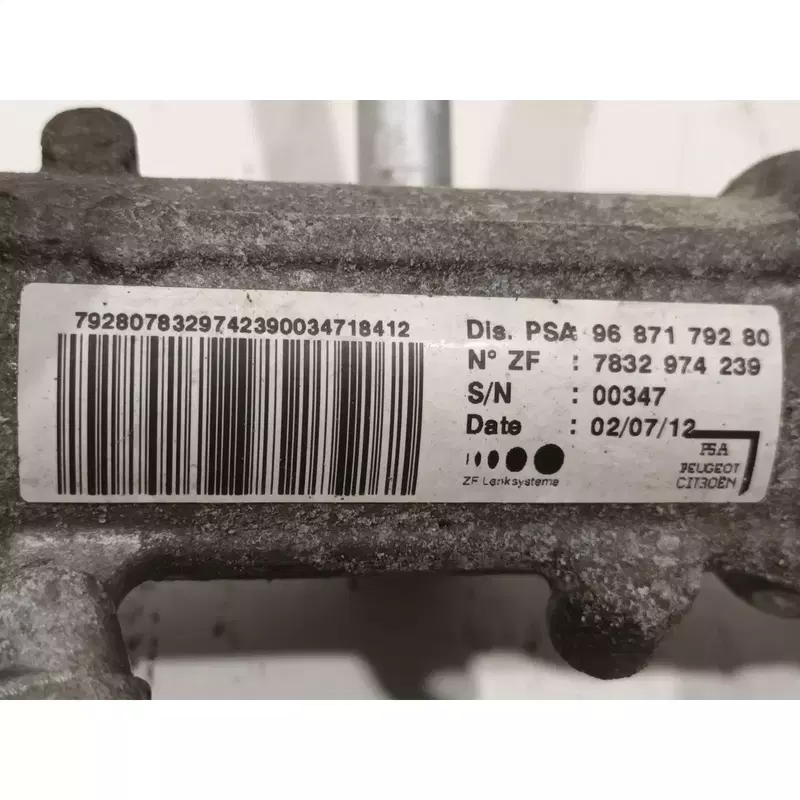 7928078329742390034718412
Dis. PSA: 96 871 792 80
N° ZF : 7832 974 239
S/N : 00347
Date : 02/07/12
ZF Lenksysteme
PSA
PEUGEOT
CITROËN